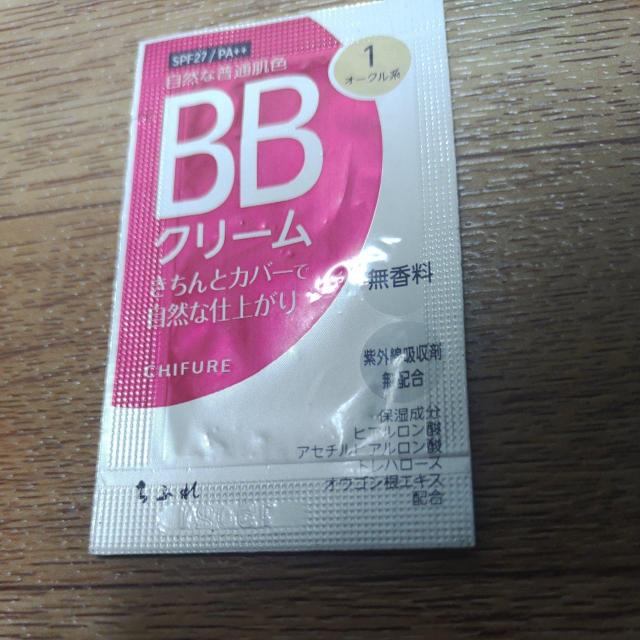 SPF27/PA++
自然な普通肌色
1
オークル系
BB
クリーム
きちんとカバーで
自然な仕上がり
無香料
CHIFURE
紫外線吸収剤
無配合
保湿成分
ヒアルロン酸
アセチルヒアルロン酸
トレハロース
オウゴン根エキス
配合
ちふれ